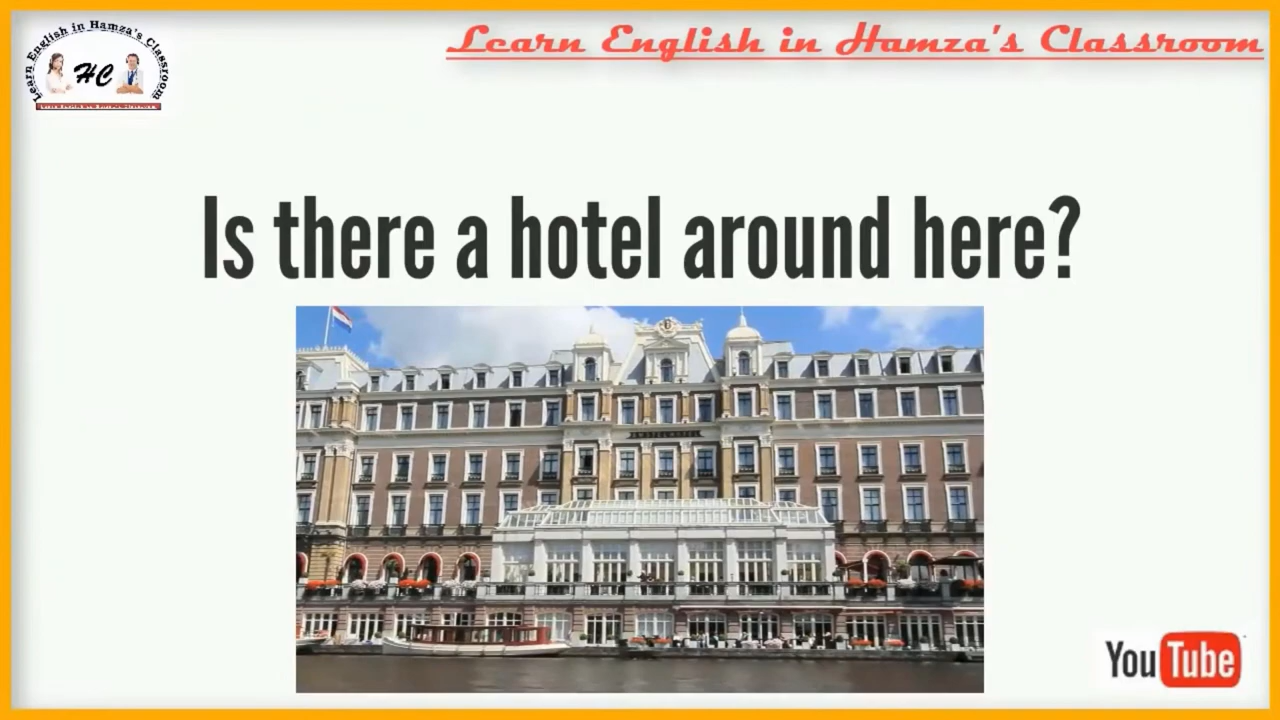 Learn English in Hamza's Classroom
HC
Learn English in Hamza's Classroom
Is there a hotel around here?
YouTube